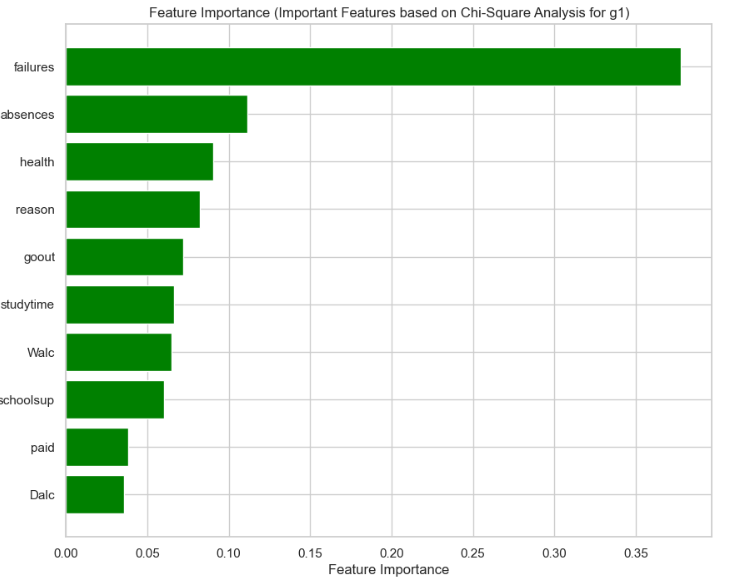 Feature Importance (Important Features based on Chi-Square Analysis for g1)
failures
absences
health
reason
goout
studytime
Walc
schoolsup
paid
Dalc
0.00 0.05 0.10 0.15 0.20 0.25 0.30 0.35
Feature Importance